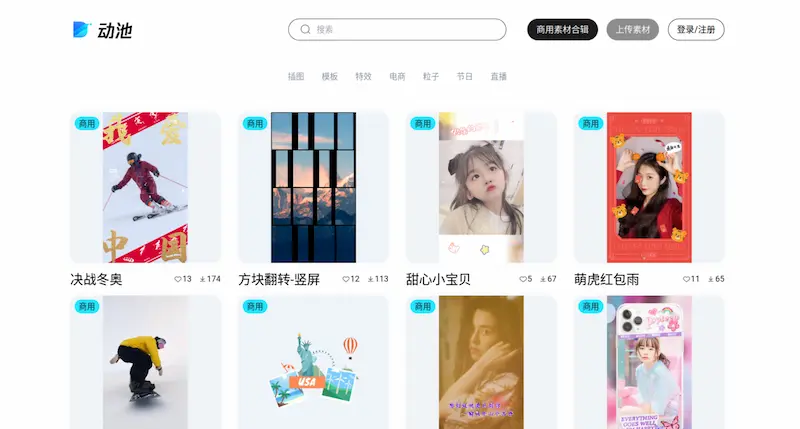 动池
搜索
商用素材合辑
上传素材
登录/注册
插图 模板 特效 电商 粒子 节日 直播
商用
商用
商用
商用
我爱
中国
决战冬奥
13 174
方块翻转-竖屏
12 113
甜心小宝贝
5 67
萌虎红包雨
11 65
商用
商用
商用
商用
USA
EVERYTHING
GOES WELL